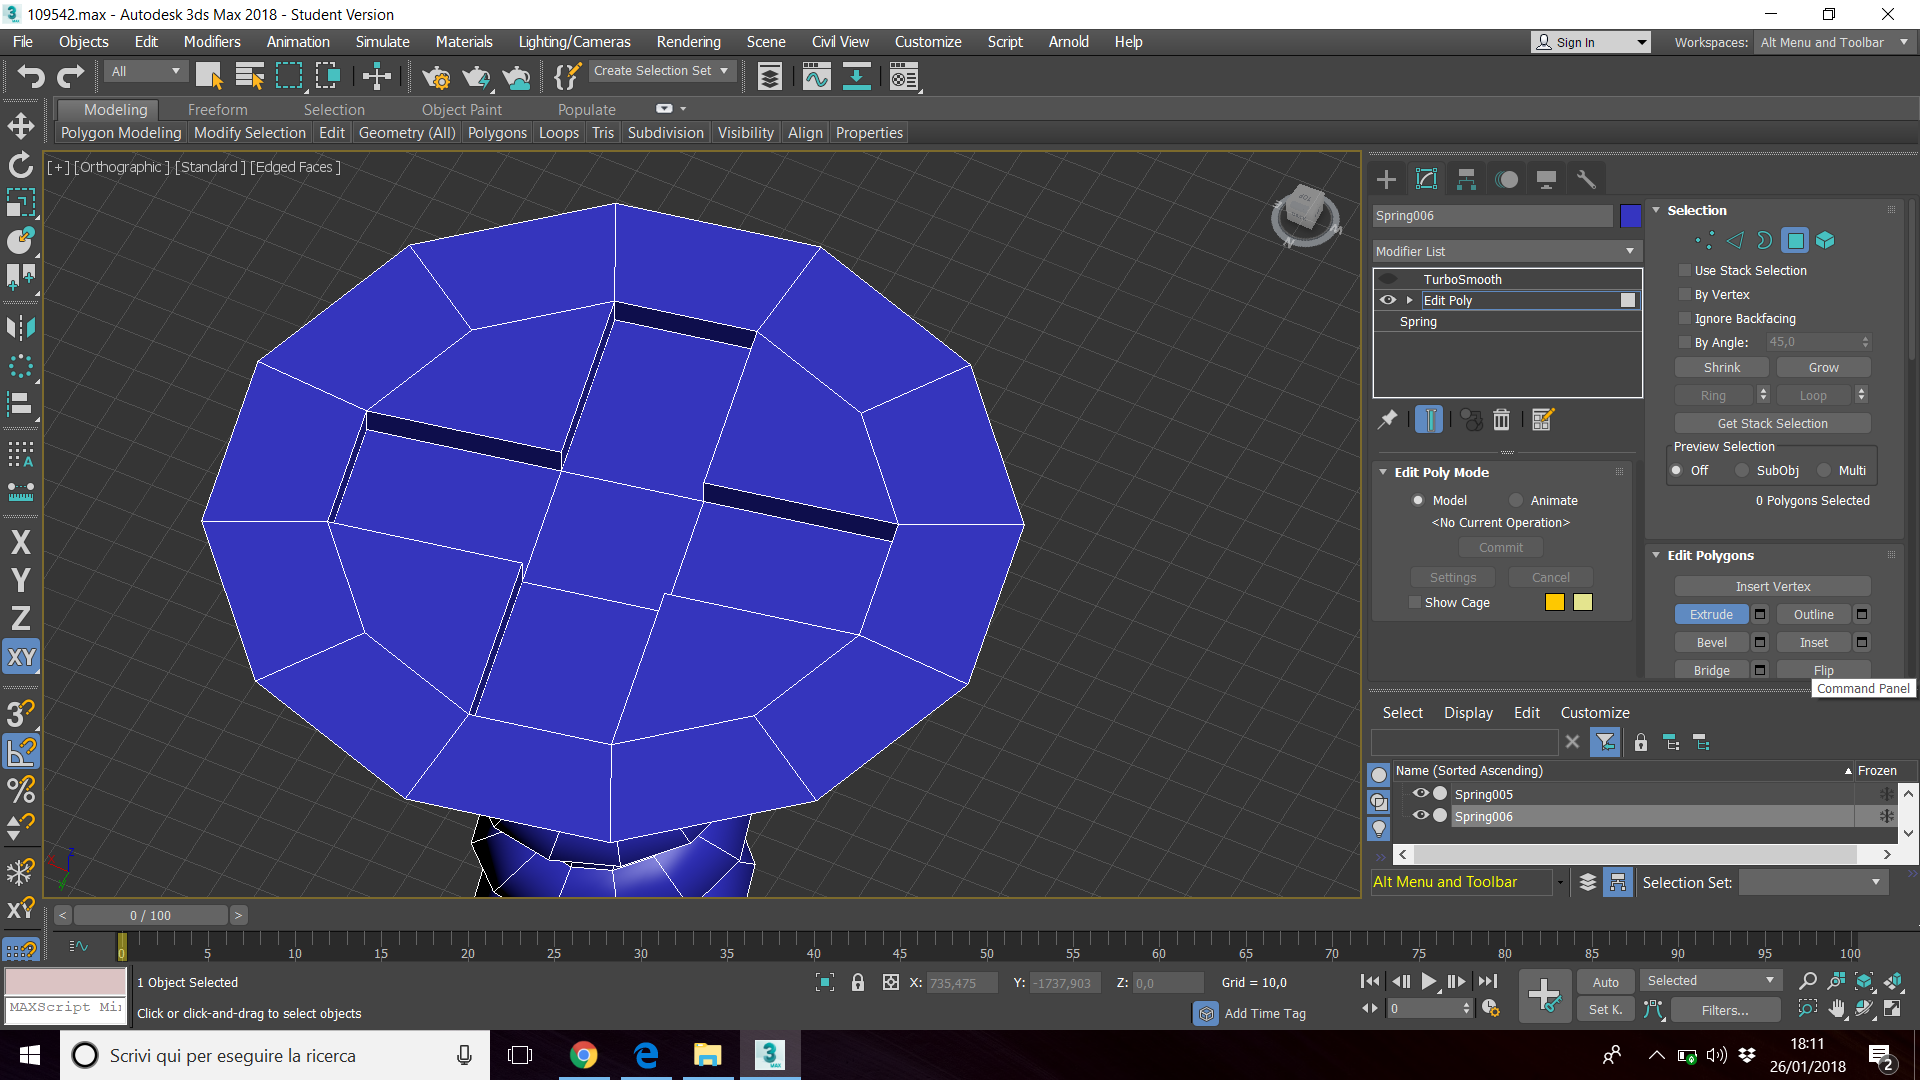 109542.max - Autodesk 3ds Max 2018 - Student Version
File Objects Edit Modifiers Animation Simulate Materials Lighting/Cameras Rendering Scene Civil View Customize Script Arnold Help
Sign In Workspaces: Alt Menu and Toolbar
All Create Selection Set
Modeling Freeform Selection Object Paint Populate
Polygon Modeling Modify Selection Edit Geometry (All) Polygons Loops Tris Subdivision Visibility Align Properties
[+] [Orthographic ] [Standard ] [Edged Faces ]
Spring006
Modifier List
TurboSmooth
Edit Poly
Spring
Edit Poly Mode
Model Animate
<No Current Operation>
Commit
Settings Cancel
Show Cage
Selection
Use Stack Selection
By Vertex
Ignore Backfacing
By Angle: 45,0
Shrink Grow
Ring Loop
Get Stack Selection
Preview Selection
Off SubObj Multi
0 Polygons Selected
Edit Polygons
Insert Vertex
Extrude Outline
Bevel Inset
Bridge Flip
Command Panel
Select Display Edit Customize
Name (Sorted Ascending) Frozen
Spring005
Spring006
Alt Menu and Toolbar Selection Set:
X
Y
Z
XY
3
%
XY
z
< 0 / 100 >
0 5 10 15 20 25 30 35 40 45 50 55 60 65 70 75 80 85 90 95 100
1 Object Selected X: 735,475 Y: -1737,903 Z: 0,0 Grid = 10,0
MAXScript Mi
Click or click-and-drag to select objects
Add Time Tag
0
Auto Selected
Set K. Filters...
Scrivi qui per eseguire la ricerca
3
MAX
18:11
26/01/2018
2